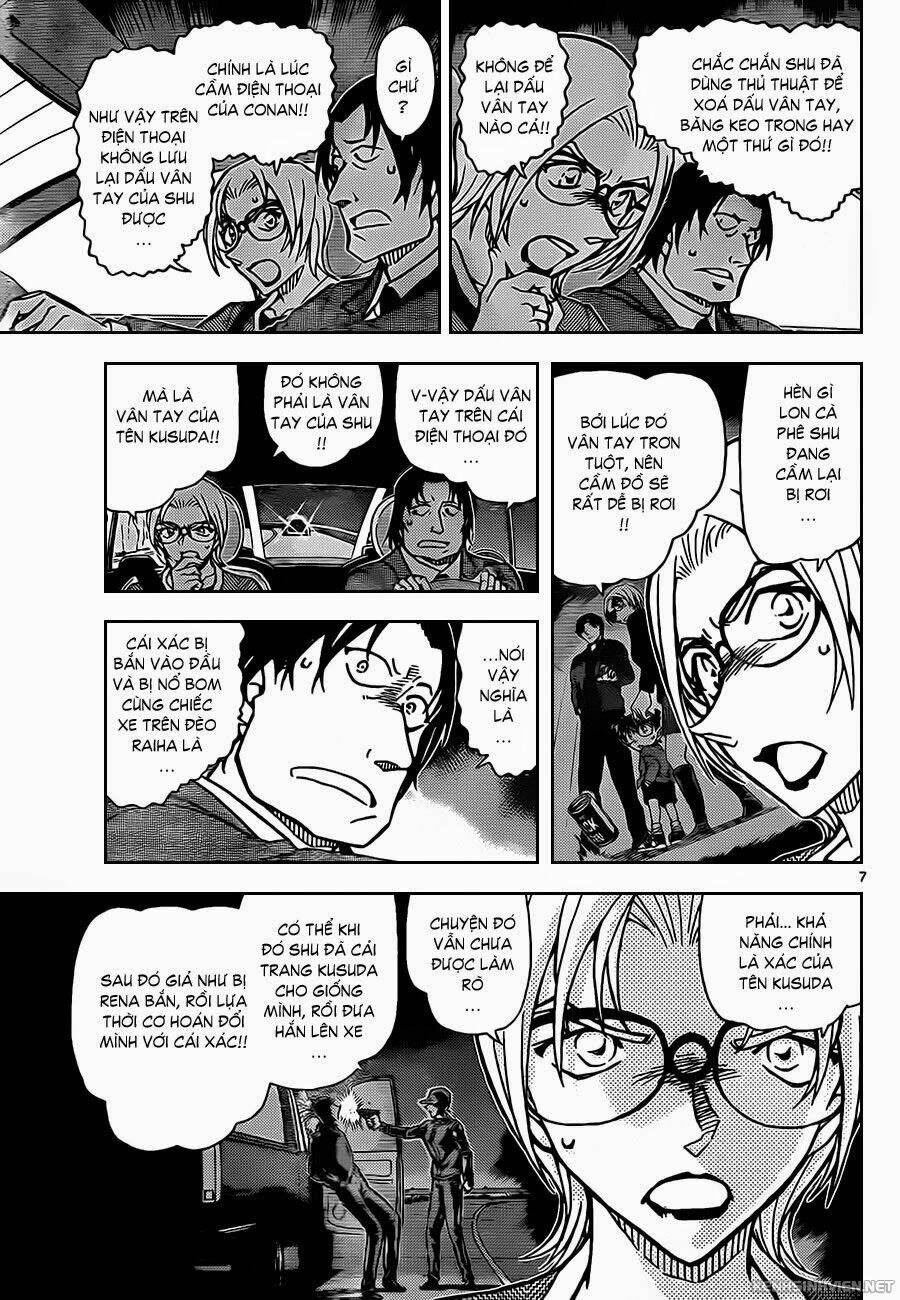 CHẮC CHẮN SHU ĐÃ
DÙNG THỦ THUẬT ĐỂ
XOÁ DẤU VÂN TAY,
BĂNG KEO TRONG HAY
MỘT THỨ GÌ ĐÓ!!
KHÔNG ĐỂ
LẠI DẤU
VÂN TAY
NÀO CẢ!!
GÌ
CHỨ
?
CHÍNH LÀ LÚC
CẦM ĐIỆN THOẠI
CỦA CONAN!!
NHƯ VẬY TRÊN
ĐIỆN THOẠI
KHÔNG LƯU
LẠI DẤU VÂN
TAY CỦA SHU
ĐƯỢC
...
HÈN GÌ
LON CÀ
PHÊ SHU
ĐANG
CẦM LẠI
BỊ RƠI
...
BỞI LÚC ĐÓ
VÂN TAY TRƠN
TUỘT, NÊN
CẦM ĐỒ SẼ
RẤT DỄ BỊ RƠI
!!
V-VẬY DẤU VÂN
TAY TRÊN CÁI
ĐIỆN THOẠI ĐÓ
...
ĐÓ KHÔNG
PHẢI LÀ VÂN
TAY CỦA SHU
!!
MÀ LÀ
VÂN TAY CỦA
TÊN KUSUDA!!
...NÓI
VẬY
NGHĨA
LÀ
...
CÁI XÁC BỊ
BẮN VÀO ĐẦU
VÀ BỊ NỔ BOM
CÙNG CHIẾC
XE TRÊN ĐÈO
RAIHA LÀ
...
7
PHẢI... KHẢ
NĂNG CHÍNH
LÀ XÁC CỦA
TÊN KUSUDA
...
CHUYỆN ĐÓ
VẪN CHƯA
ĐƯỢC LÀM
RÕ
...
CÓ THỂ KHI
ĐÓ SHU ĐÃ CẢI
TRANG KUSUDA
CHO GIỐNG
MÌNH, RỒI ĐƯA
HẮN LÊN XE
...
SAU ĐÓ GIẢ NHƯ BỊ
RENA BẮN, RỒI LỰA
THỜI CƠ HOÁN ĐỔI
MÌNH VỚI CÁI XÁC!!